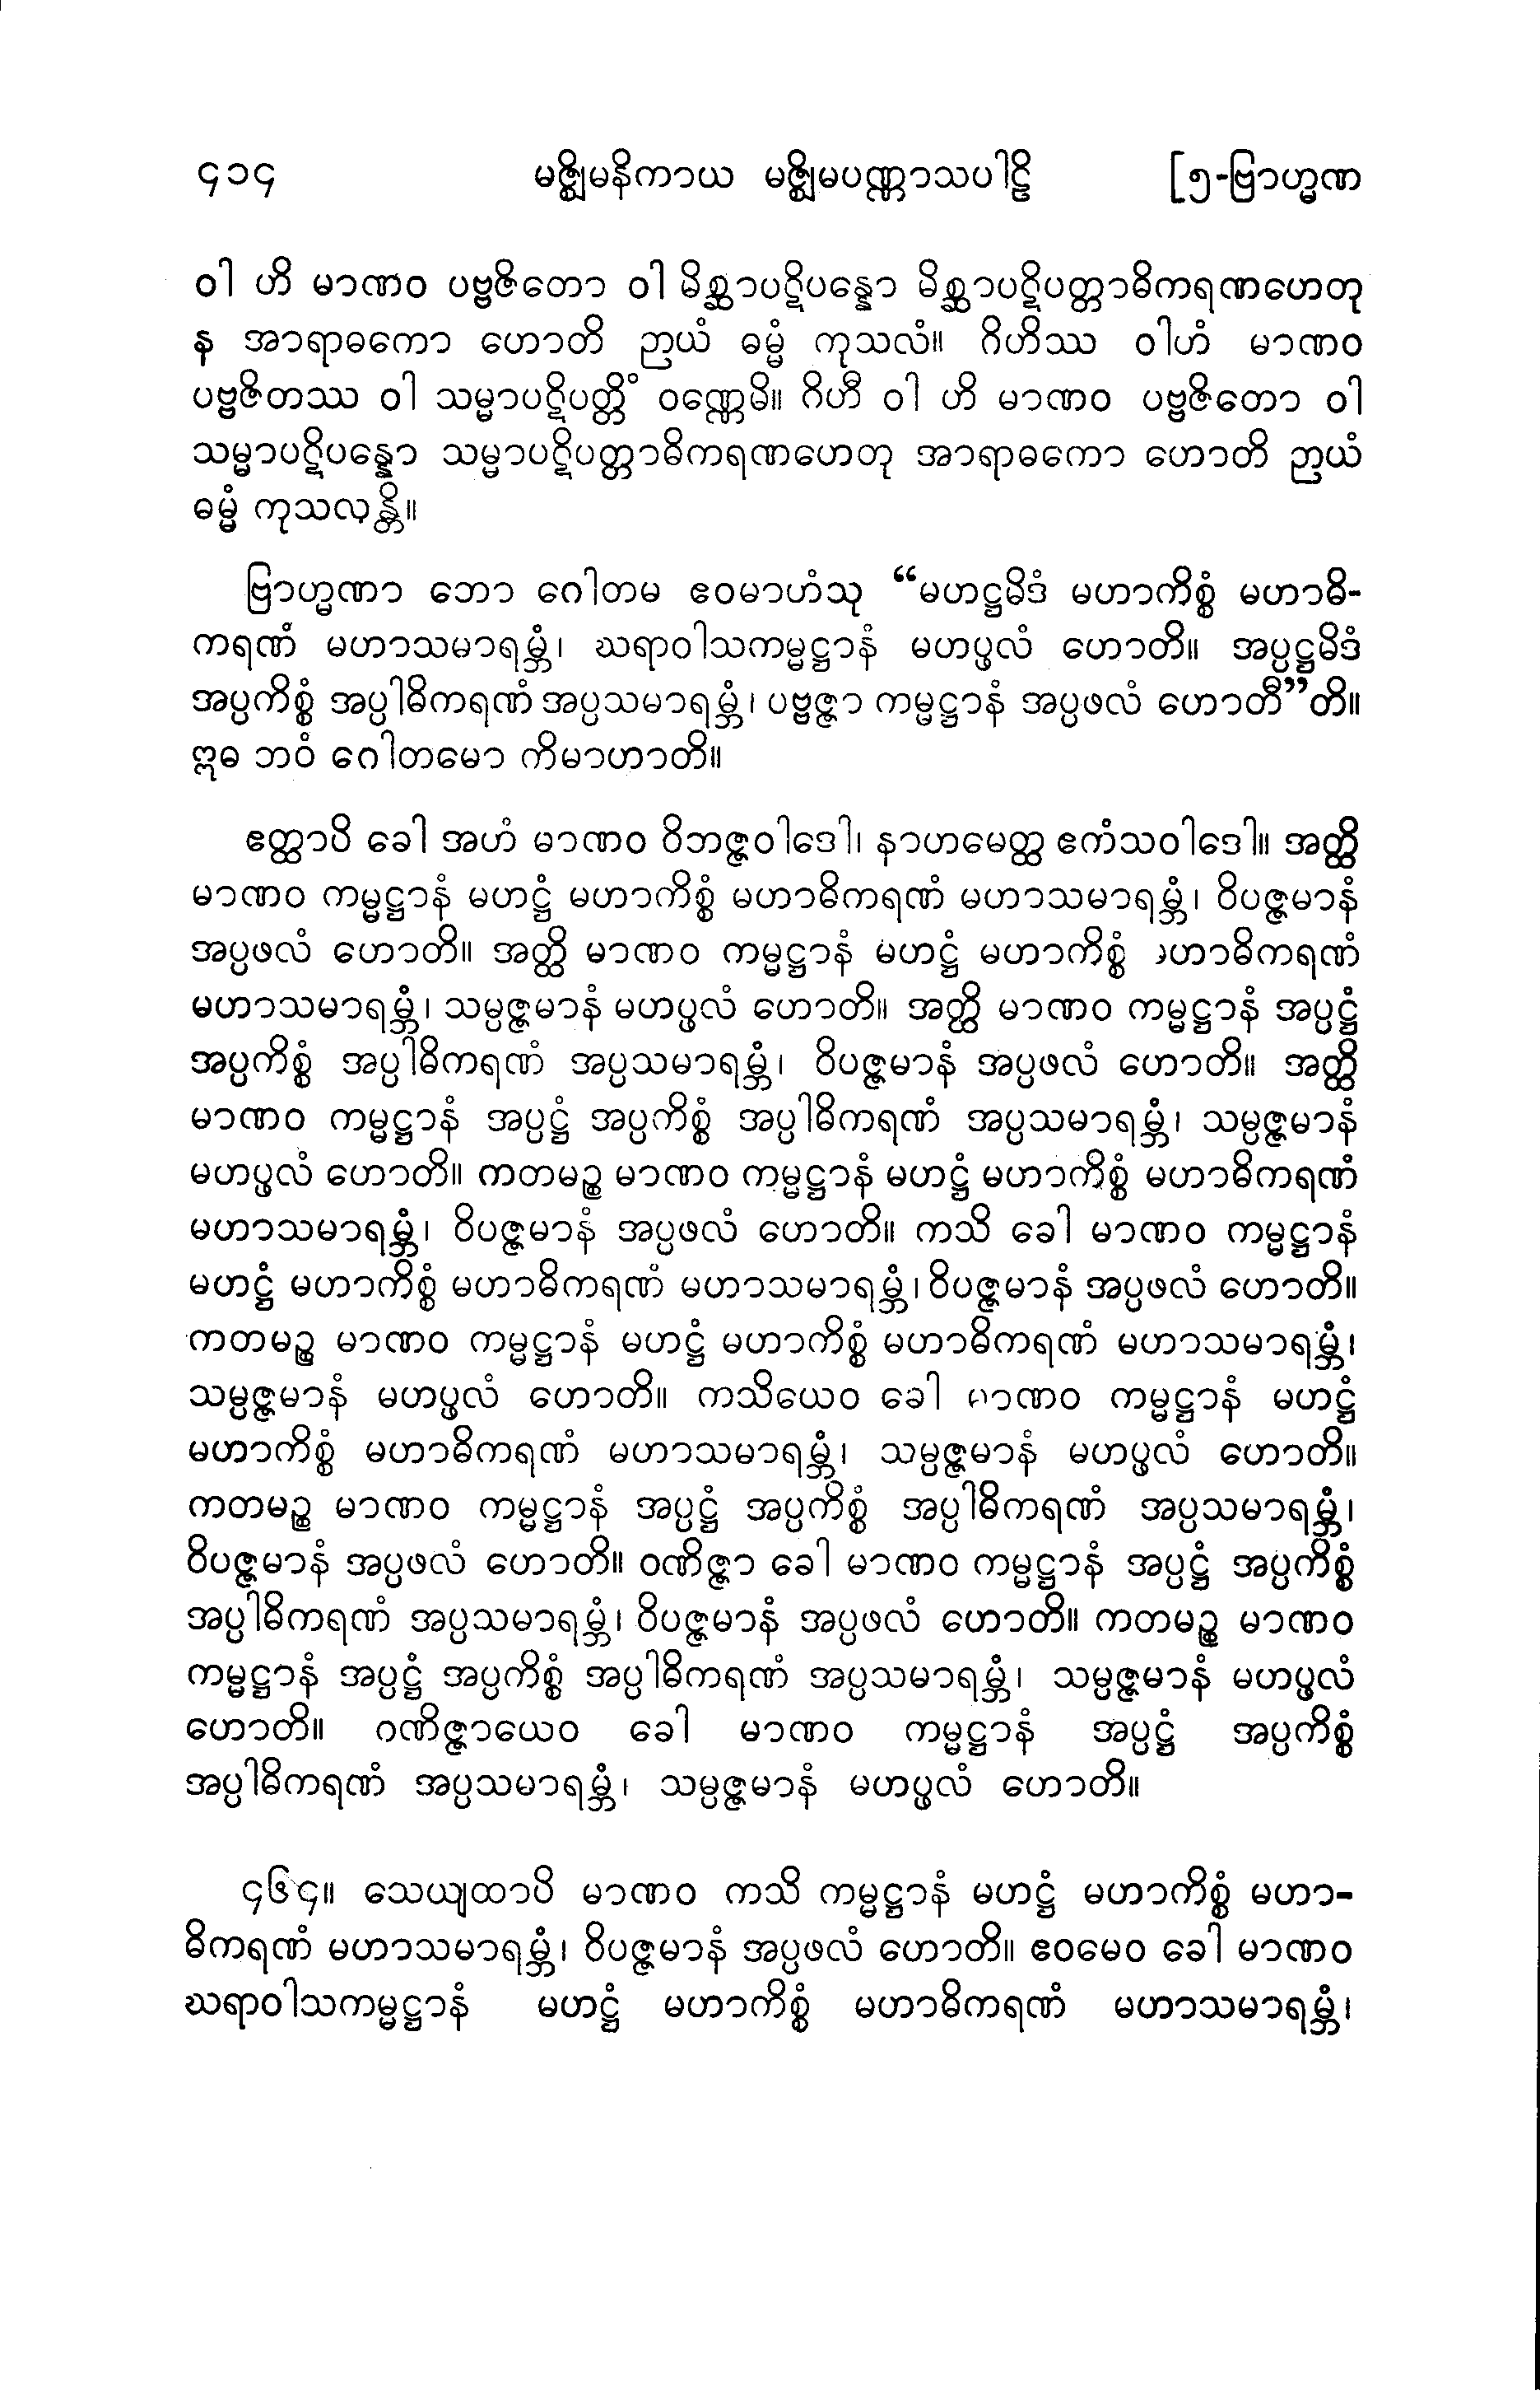 ၄၁၄ မဇ္ဈိမနိကာယ မဇ္ဈိမပဏ္ဏာသပါဠိ [၅-ဗြာဟ္မဏ
ဝါ ဟိ မာဏဝ ပဗ္ဗဇိတော ဝါ မိစ္ဆာပဋိပန္နော မိစ္ဆာပဋိပတ္တာဓိကရဏဟေတု
န အာရာဓကော ဟောတိ ဉာယံ ဓမ္မံ ကုသလံ။ ဂိဟိဿ ဝါဟံ မာဏဝ
ပဗ္ဗဇိတဿ ဝါ သမ္မာပဋိပတ္တိံ ဝဏ္ဏေမိ။ ဂိဟီ ဝါ ဟိ မာဏဝ ပဗ္ဗဇိတော ဝါ
သမ္မာပဋိပန္နော သမ္မာပဋိပတ္တာဓိကရဏဟေတု အာရာဓကော ဟောတိ ဉာယံ
ဓမ္မံ ကုသလန္တိ။
ဗြာဟ္မဏာ ဘော ဂေါတမ ဧဝမာဟံသု “မဟဋ္ဌမိဒံ မဟာကိစ္စံ မဟာဓိ-
ကရဏံ မဟာသမာရမ္ဘံ၊ ဃရာဝါသကမ္မဋ္ဌာနံ မဟပ္ဖလံ ဟောတိ။ အပ္ပဋ္ဌမိဒံ
အပ္ပကိစ္စံ အပ္ပါဓိကရဏံ အပ္ပသမာရမ္ဘံ၊ ပဗ္ဗဇ္ဇာ ကမ္မဋ္ဌာနံ အပ္ပဖလံ ဟောတီ”တိ။
ဣဓ ဘဝံ ဂေါတမော ကိမာဟာတိ။
ဧတ္ထာပိ ခေါ အဟံ မာဏဝ ဝိဘဇ္ဇဝါဒေါ၊ နာဟမေတ္ထ ဧကံသဝါဒေါ။ အတ္ထိ
မာဏဝ ကမ္မဋ္ဌာနံ မဟဋ္ဌံ မဟာကိစ္စံ မဟာဓိကရဏံ မဟာသမာရမ္ဘံ၊ ဝိပဇ္ဇမာနံ
အပ္ပဖလံ ဟောတိ။ အတ္ထိ မာဏဝ ကမ္မဋ္ဌာနံ မဟဋ္ဌံ မဟာကိစ္စံ မဟာဓိကရဏံ
မဟာသမာရမ္ဘံ၊ သမ္ပဇ္ဇမာနံ မဟပ္ဖလံ ဟောတိ။ အတ္ထိ မာဏဝ ကမ္မဋ္ဌာနံ အပ္ပဋ္ဌံ
အပ္ပကိစ္စံ အပ္ပါဓိကရဏံ အပ္ပသမာရမ္ဘံ၊ ဝိပဇ္ဇမာနံ အပ္ပဖလံ ဟောတိ။ အတ္ထိ
မာဏဝ ကမ္မဋ္ဌာနံ အပ္ပဋ္ဌံ အပ္ပကိစ္စံ အပ္ပါဓိကရဏံ အပ္ပသမာရမ္ဘံ၊ သမ္ပဇ္ဇမာနံ
မဟပ္ဖလံ ဟောတိ။ ကတမဉ္စ မာဏဝ ကမ္မဋ္ဌာနံ မဟဋ္ဌံ မဟာကိစ္စံ မဟာဓိကရဏံ
မဟာသမာရမ္ဘံ၊ ဝိပဇ္ဇမာနံ အပ္ပဖလံ ဟောတိ။ ကသိ ခေါ မာဏဝ ကမ္မဋ္ဌာနံ
မဟဋ္ဌံ မဟာကိစ္စံ မဟာဓိကရဏံ မဟာသမာရမ္ဘံ၊ ဝိပဇ္ဇမာနံ အပ္ပဖလံ ဟောတိ။
ကတမဉ္စ မာဏဝ ကမ္မဋ္ဌာနံ မဟဋ္ဌံ မဟာကိစ္စံ မဟာဓိကရဏံ မဟာသမာရမ္ဘံ၊
သမ္ပဇ္ဇမာနံ မဟပ္ဖလံ ဟောတိ။ ကသိယေဝ ခေါ မာဏဝ ကမ္မဋ္ဌာနံ မဟဋ္ဌံ
မဟာကိစ္စံ မဟာဓိကရဏံ မဟာသမာရမ္ဘံ၊ သမ္ပဇ္ဇမာနံ မဟပ္ဖလံ ဟောတိ။
ကတမဉ္စ မာဏဝ ကမ္မဋ္ဌာနံ အပ္ပဋ္ဌံ အပ္ပကိစ္စံ အပ္ပါဓိကရဏံ အပ္ပသမာရမ္ဘံ၊
ဝိပဇ္ဇမာနံ အပ္ပဖလံ ဟောတိ။ ဝဏိဇ္ဇာ ခေါ မာဏဝ ကမ္မဋ္ဌာနံ အပ္ပဋ္ဌံ အပ္ပကိစ္စံ
အပ္ပါဓိကရဏံ အပ္ပသမာရမ္ဘံ၊ ဝိပဇ္ဇမာနံ အပ္ပဖလံ ဟောတိ။ ကတမဉ္စ မာဏဝ
ကမ္မဋ္ဌာနံ အပ္ပဋ္ဌံ အပ္ပကိစ္စံ အပ္ပါဓိကရဏံ အပ္ပသမာရမ္ဘံ၊ သမ္ပဇ္ဇမာနံ မဟပ္ဖလံ
ဟောတိ။ ဝဏိဇ္ဇာယေဝ ခေါ မာဏဝ ကမ္မဋ္ဌာနံ အပ္ပဋ္ဌံ အပ္ပကိစ္စံ
အပ္ပါဓိကရဏံ အပ္ပသမာရမ္ဘံ၊ သမ္ပဇ္ဇမာနံ မဟပ္ဖလံ ဟောတိ။
၄၆၄။ သေယျထာပိ မာဏဝ ကသိ ကမ္မဋ္ဌာနံ မဟဋ္ဌံ မဟာကိစ္စံ မဟာ-
ဓိကရဏံ မဟာသမာရမ္ဘံ၊ ဝိပဇ္ဇမာနံ အပ္ပဖလံ ဟောတိ။ ဧဝမေဝ ခေါ မာဏဝ
ဃရာဝါသကမ္မဋ္ဌာနံ မဟဋ္ဌံ မဟာကိစ္စံ မဟာဓိကရဏံ မဟာသမာရမ္ဘံ၊